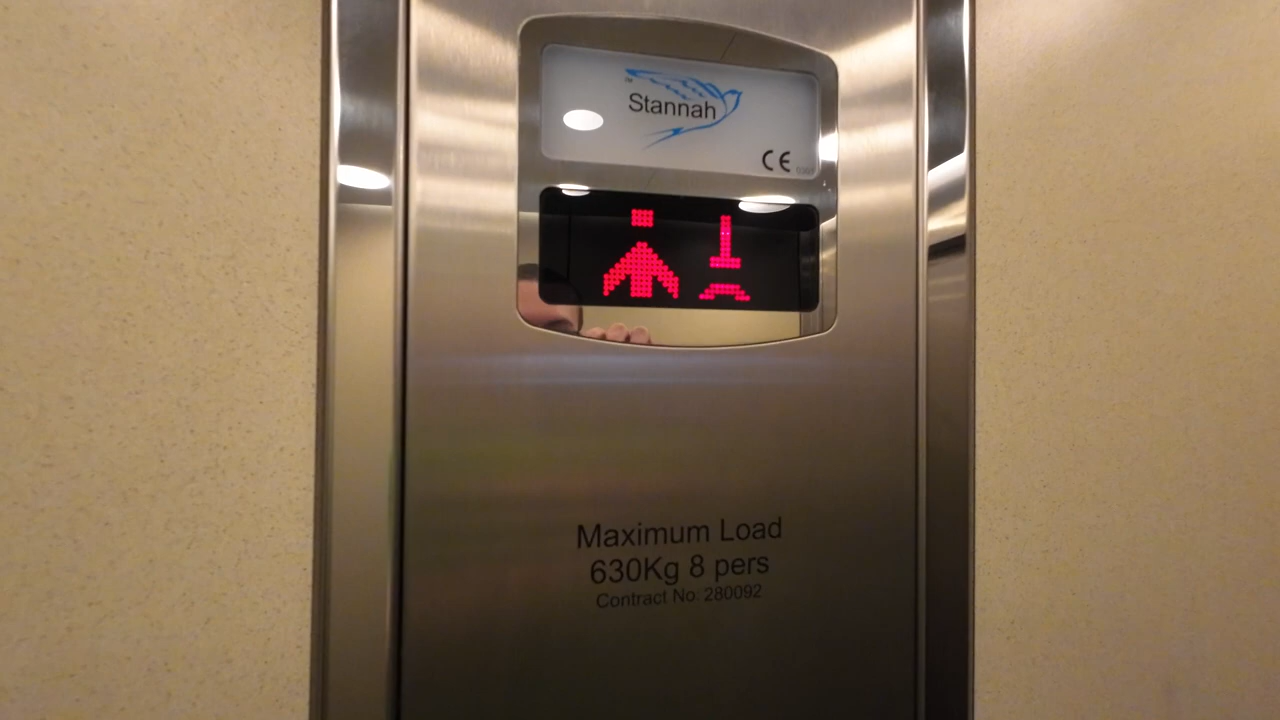 Stannah
CE
Maximum Load
630Kg 8 pers
Contract No: 280092